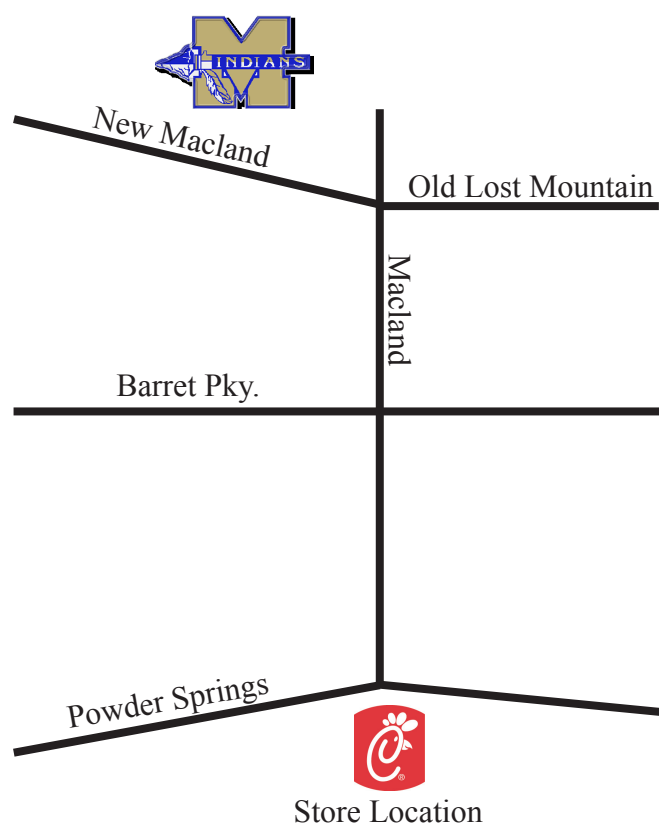 INDIANS
M
New Macland
Old Lost Mountain
Macland
Barret Pky.
Powder Springs
®
Store Location